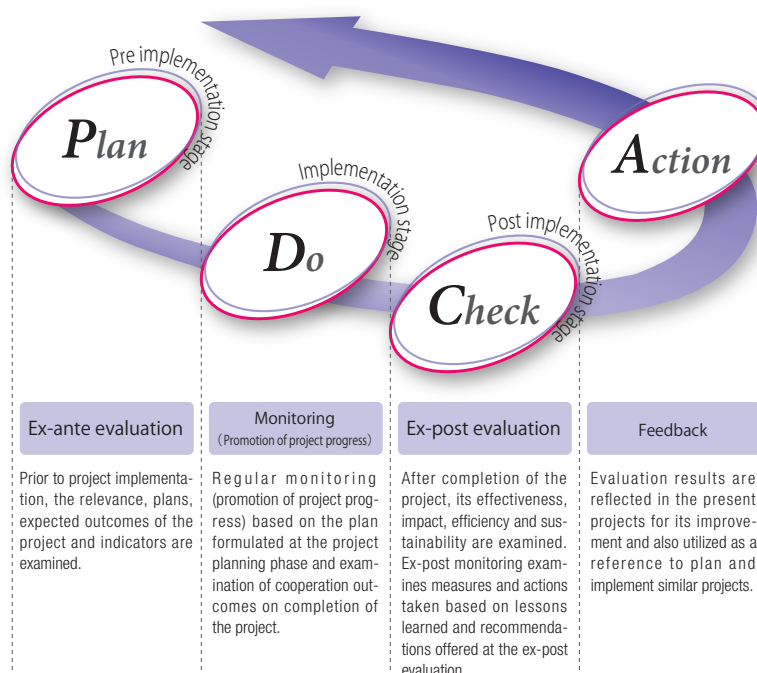 Pre implementation stage
Plan
Implementation stage
Do
Post implementation stage
Check
Action
Ex-ante evaluation
Prior to project implementa-
tion, the relevance, plans,
expected outcomes of the
project and indicators are
examined.
Monitoring
(Promotion of project progress)
Regular monitoring
(promotion of project prog-
ress) based on the plan
formulated at the project
planning phase and exam-
ination of cooperation out-
comes on completion of
the project.
Ex-post evaluation
After completion of the
project, its effectiveness,
impact, efficiency and sus-
tainability are examined.
Ex-post monitoring exam-
ines measures and actions
taken based on lessons
learned and recommenda-
tions offered at the ex-post
evaluation
Feedback
Evaluation results are
reflected in the present
projects for its improve-
ment and also utilized as a
reference to plan and
implement similar projects.